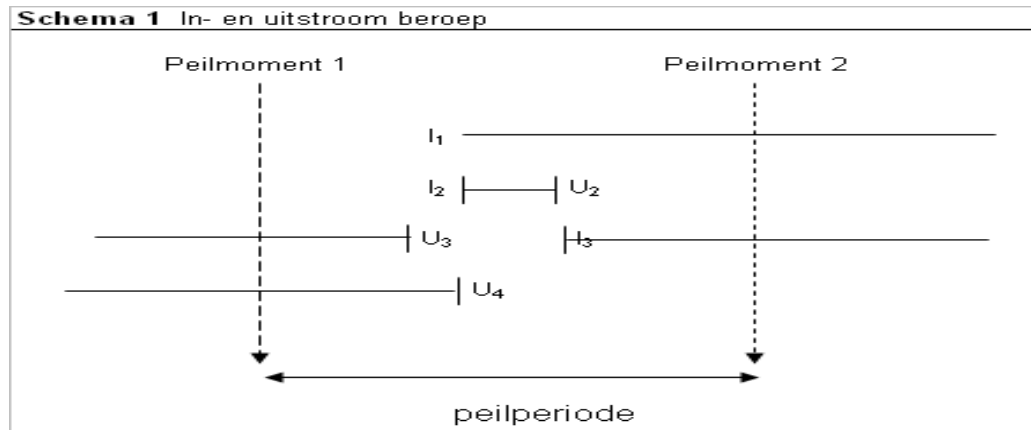 Schema 1 In- en uitstroom beroep
Peilmoment 1 Peilmoment 2
I₁
I₂ U₂
U₃ I₃
U₄
peilperiode